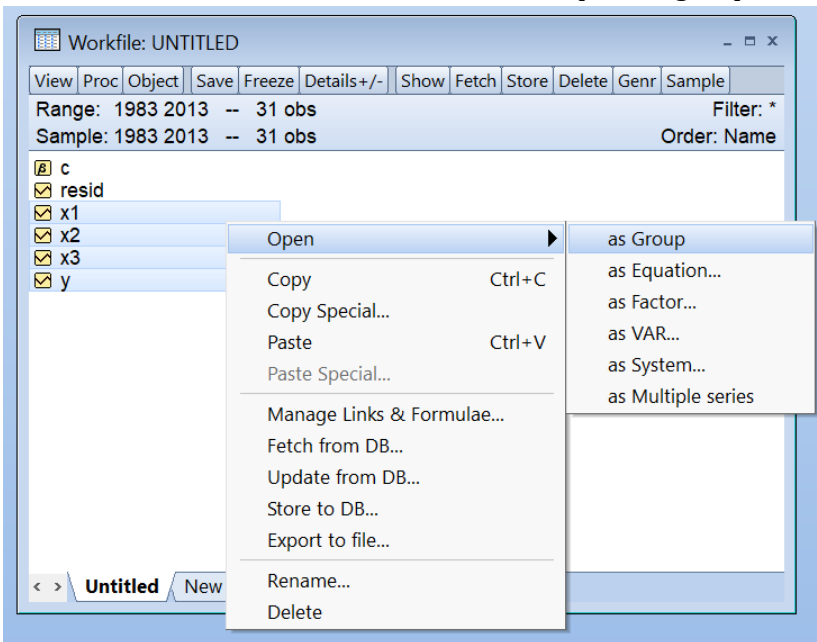 Workfile: UNTITLED
View Proc Object Save Freeze Details+/- Show Fetch Store Delete Genr Sample
Range: 1983 2013 -- 31 obs Filter: *
Sample: 1983 2013 -- 31 obs Order: Name
c
resid
x1
x2
x3
y
Open
Copy Ctrl+C
Copy Special...
Paste Ctrl+V
Paste Special...
Manage Links & Formulae...
Fetch from DB...
Update from DB...
Store to DB...
Export to file...
Rename...
Delete
as Group
as Equation...
as Factor...
as VAR...
as System...
as Multiple series
Untitled New